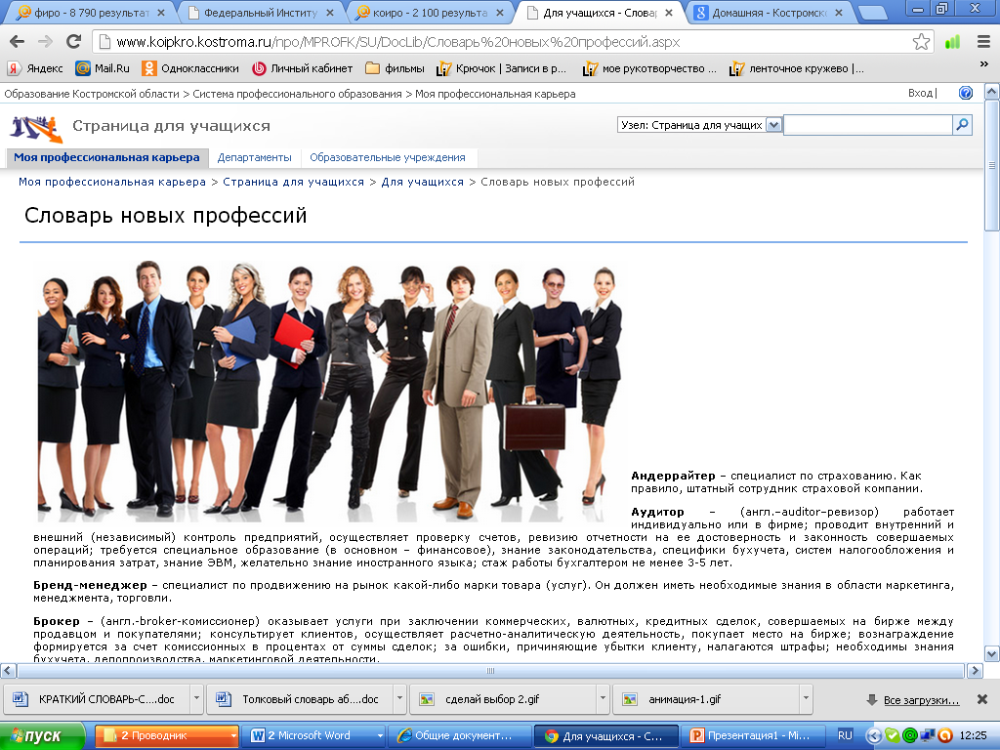 фиро - 8 790 результат
Федеральный Институ
коиро - 2 100 результа
Для учащихся - Словар
Домашняя - Костромск
www.koipkro.kostroma.ru/npo/MPROFK/SU/DocLib/Словарь%20новых%20профессий.aspx
Яндекс Mail.Ru Одноклассники Личный кабинет фильмы Крючок | Записи в р... мое рукотворчество ... ленточное кружево |... »
Образование Костромской области > Система профессионального образования > Моя профессиональная карьера Вход|
Страница для учащихся Узел: Страница для учащих
Моя профессиональная карьера Департаменты Образовательные учреждения
Моя профессиональная карьера > Страница для учащихся > Для учащихся > Словарь новых профессий
Словарь новых профессий
Андеррайтер – специалист по страхованию. Как
правило, штатный сотрудник страховой компании.
Аудитор – (англ.–auditor–ревизор) работает
индивидуально или в фирме; проводит внутренний и
внешний (независимый) контроль предприятий, осуществляет проверку счетов, ревизию отчетности на ее достоверность и законность совершаемых
операций; требуется специальное образование (в основном – финансовое), знание законодательства, специфики бухучета, систем налогообложения и
планирования затрат, знание ЭВМ, желательно знание иностранного языка; стаж работы бухгалтером не менее 3-5 лет.
Бренд-менеджер – специалист по продвижению на рынок какой-либо марки товара (услуг). Он должен иметь необходимые знания в области маркетинга,
менеджмента, торговли.
Брокер – (англ.-broker-комиссионер) оказывает услуги при заключении коммерческих, валютных, кредитных сделок, совершаемых на бирже между
продавцом и покупателями; консультирует клиентов, осуществляет расчетно-аналитическую деятельность, покупает место на бирже; вознаграждение
формируется за счет комиссионных в процентах от суммы сделок; за ошибки, причиняющие убытки клиенту, налагаются штрафы; необходимы знания
бухучета, делопроизводства, маркетинговой деятельности.
КРАТКИЙ СЛОВАРЬ-С....doc Толковый словарь аб....doc сделай выбор 2.gif анимация-1.gif Все загрузки...
пуск 2 Проводник 2 Microsoft Word Общие документ... Для учащихся - С... Презентация1 - Mi... RU 12:25